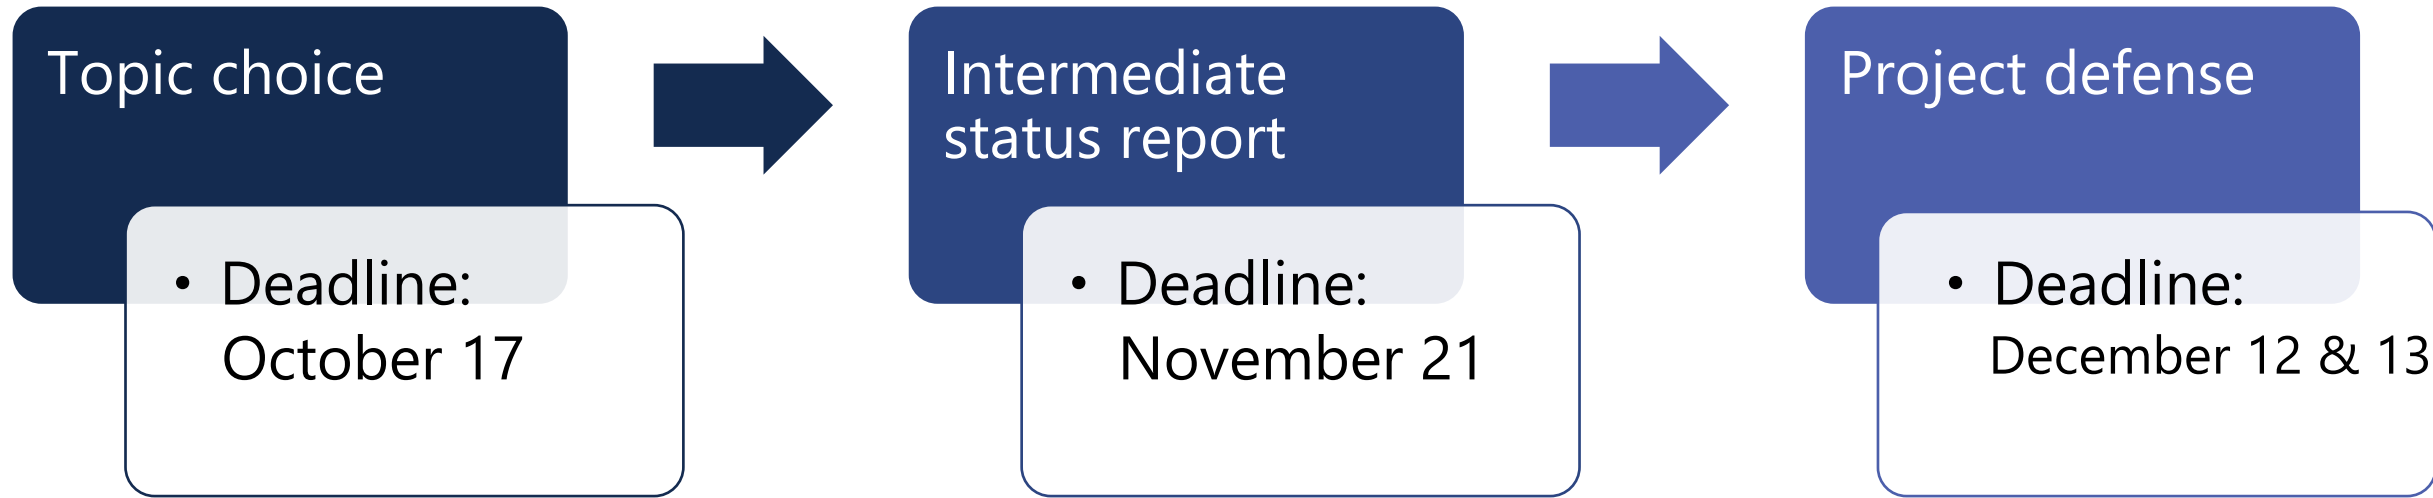 Topic choice
• Deadline:
October 17
Intermediate
status report
• Deadline:
November 21
Project defense
• Deadline:
December 12 & 13